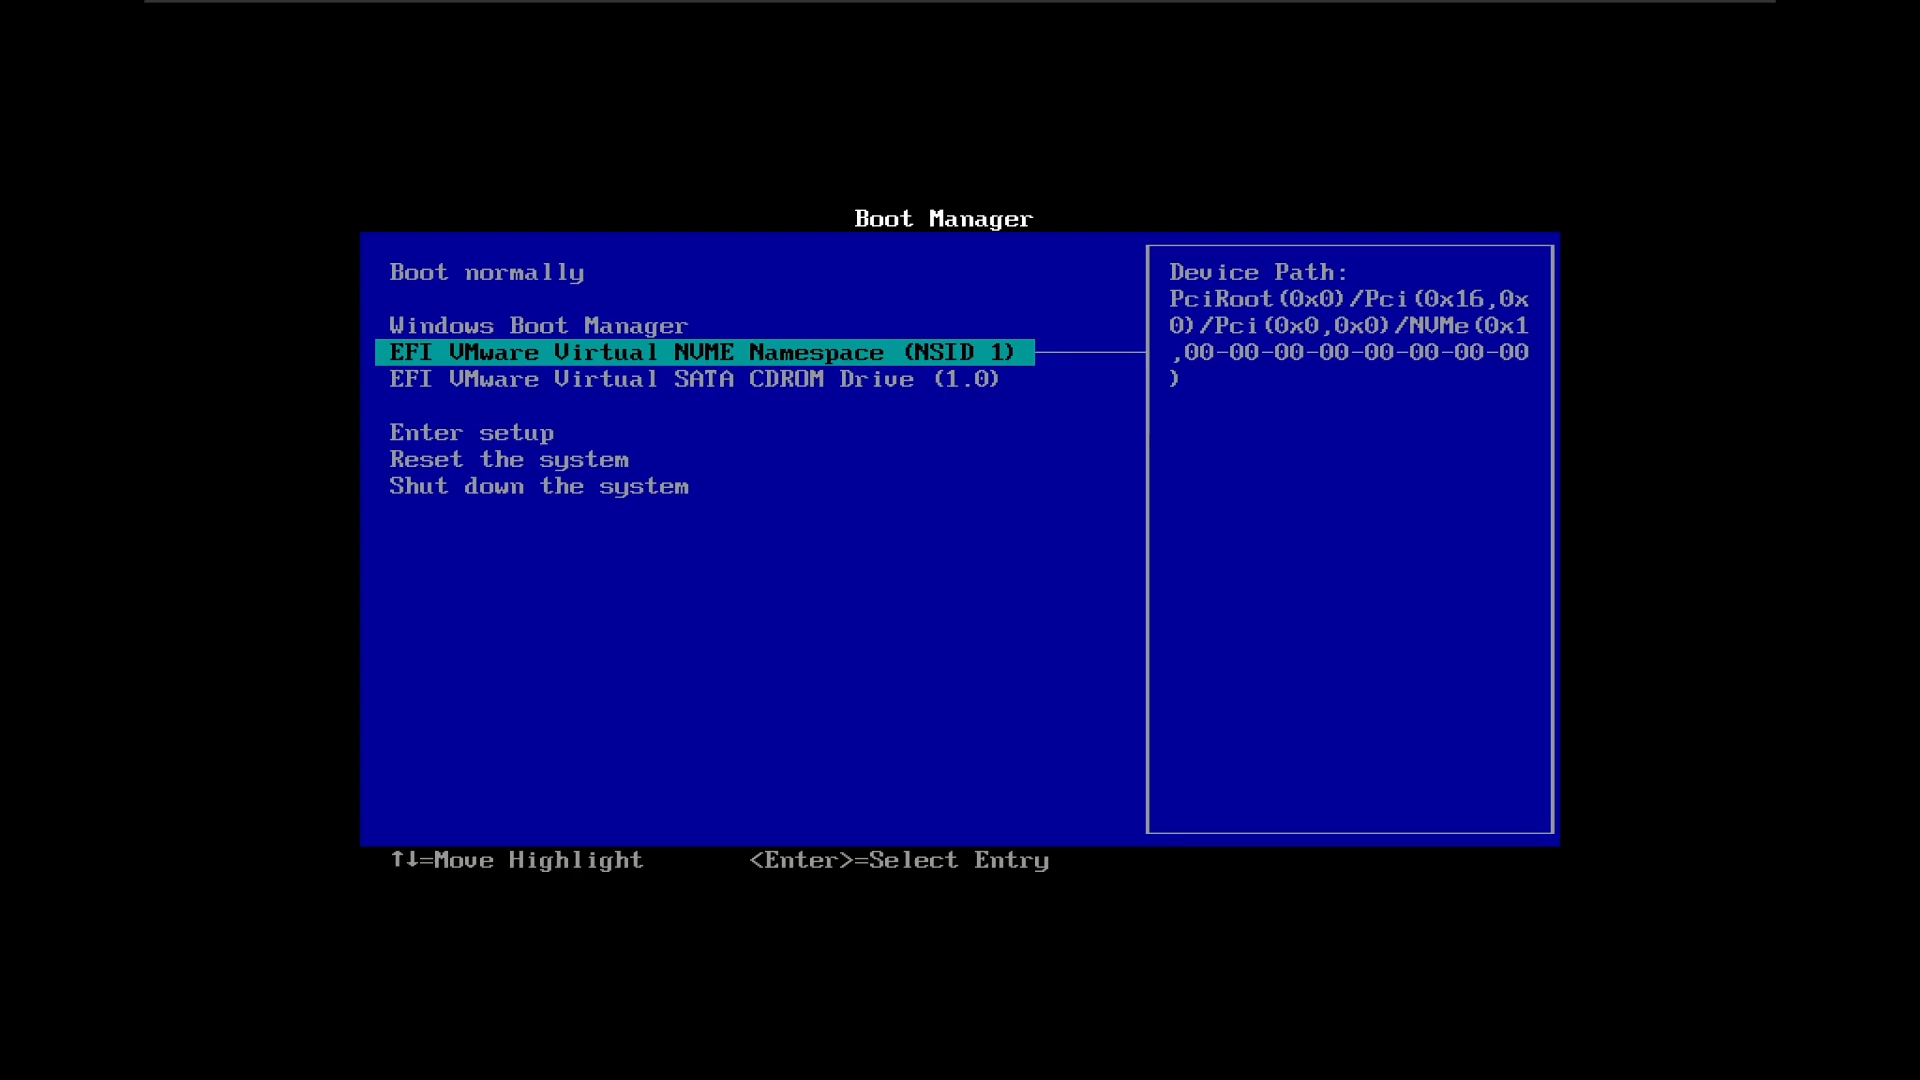 Boot Manager
Boot normally
Windows Boot Manager
EFI VMware Virtual NVME Namespace (NSID 1)
EFI VMware Virtual SATA CDROM Drive (1.0)
Enter setup
Reset the system
Shut down the system
Device Path:
PciRoot(0x0)/Pci(0x16,0x
0)/Pci(0x0,0x0)/NVMe(0x1
,00-00-00-00-00-00-00-00
)
↑↓=Move Highlight
<Enter>=Select Entry